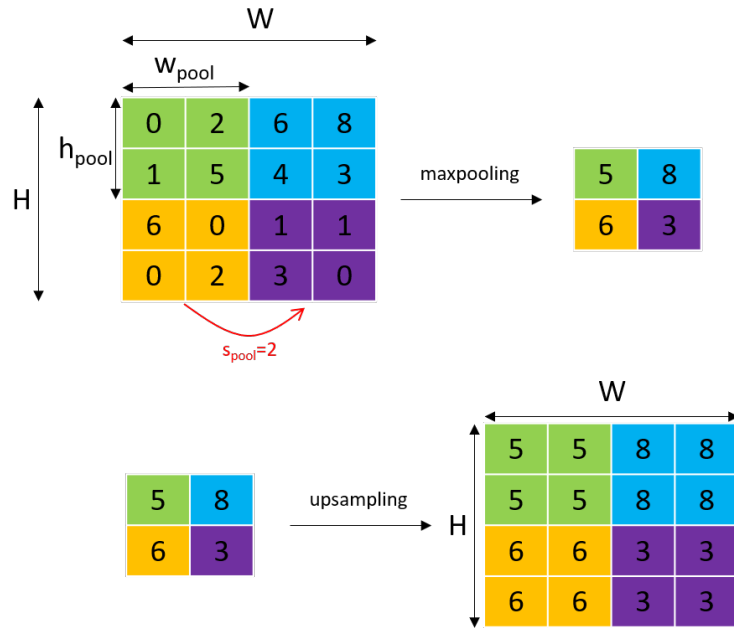 W
w_pool
H
h_pool
0 2 6 8
1 5 4 3
6 0 1 1
0 2 3 0
s_pool=2
maxpooling
5 8
6 3
5 8
6 3
upsampling
W
H
5 5 8 8
5 5 8 8
6 6 3 3
6 6 3 3